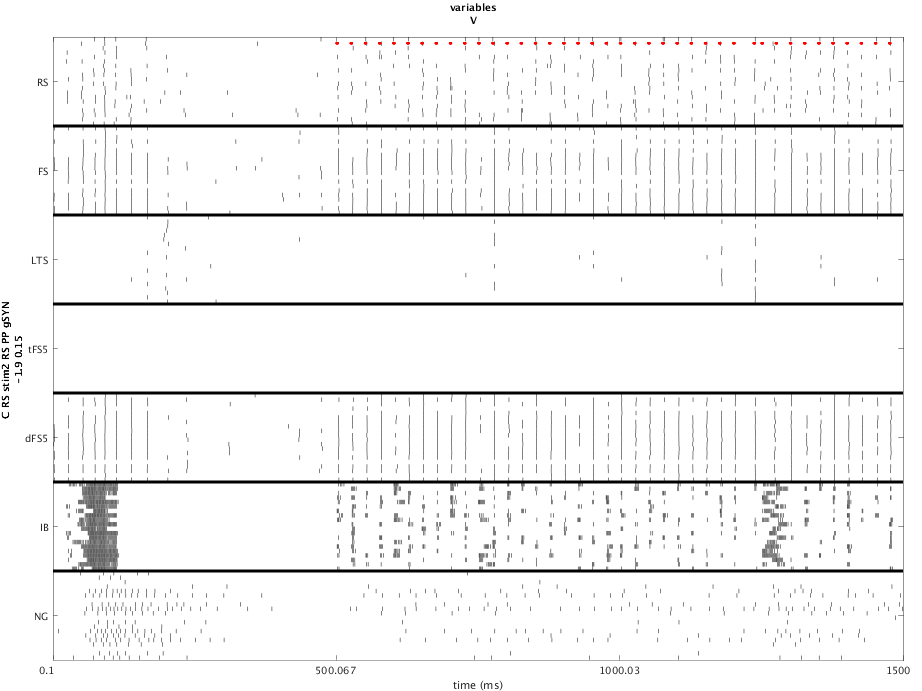 variables
V
RS
FS
LTS
tFS5
dFS5
IB
NG
C RS stim2 RS PP gSYN
-1.9 0.15
0.1
500.067
1000.03
1500
time (ms)